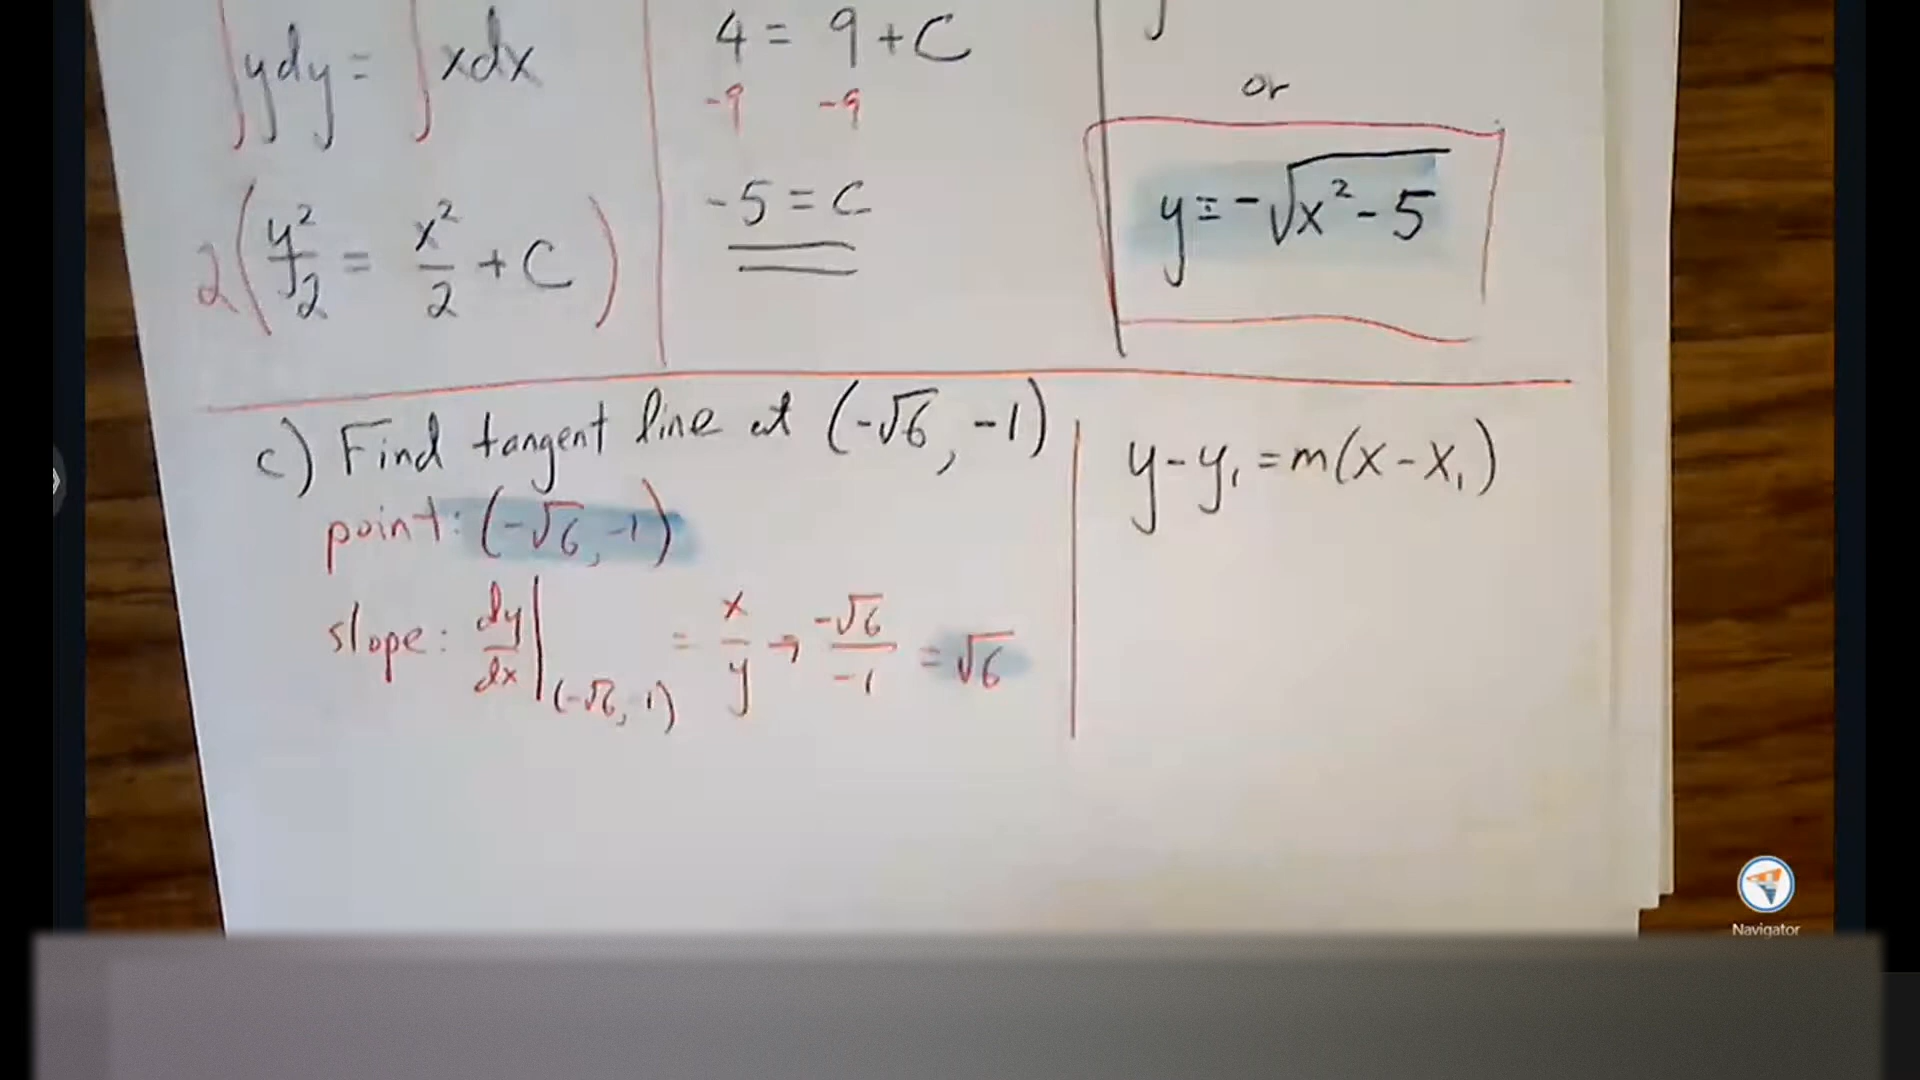 ∫ydy = ∫xdx
2(y²/2 = x²/2 + C)
4 = 9 + C
-9 -9
-5 = C
or
y = -√(x² - 5)
c) Find tangent line at (-√6, -1)
point: (-√6, -1)
slope: dy/dx|(-√6, -1) = x/y → -√6/-1 = √6
y - y₁ = m(x - x₁)
Navigator